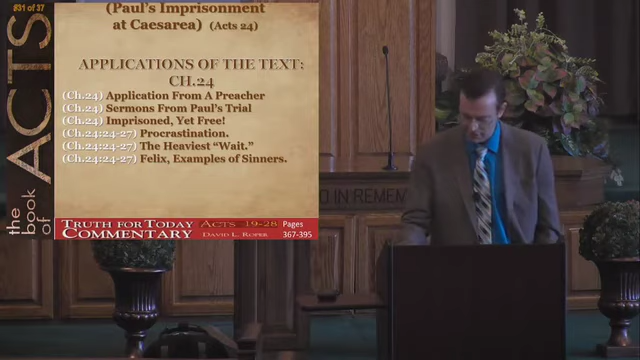 #31 of 37
the book of ACTS
(Paul's Imprisonment
at Caesarea) (Acts 24)
APPLICATIONS OF THE TEXT:
CH.24
(Ch.24) Application From A Preacher
(Ch.24) Sermons From Paul's Trial
(Ch.24) Imprisoned, Yet Free!
(Ch.24:24-27) Procrastination.
(Ch.24:24-27) The Heaviest “Wait.”
(Ch.24:24-27) Felix, Examples of Sinners.
TRUTH FOR TODAY ACTS 19-28 Pages
COMMENTARY DAVID L. ROPER 367-395
O IN REMEM